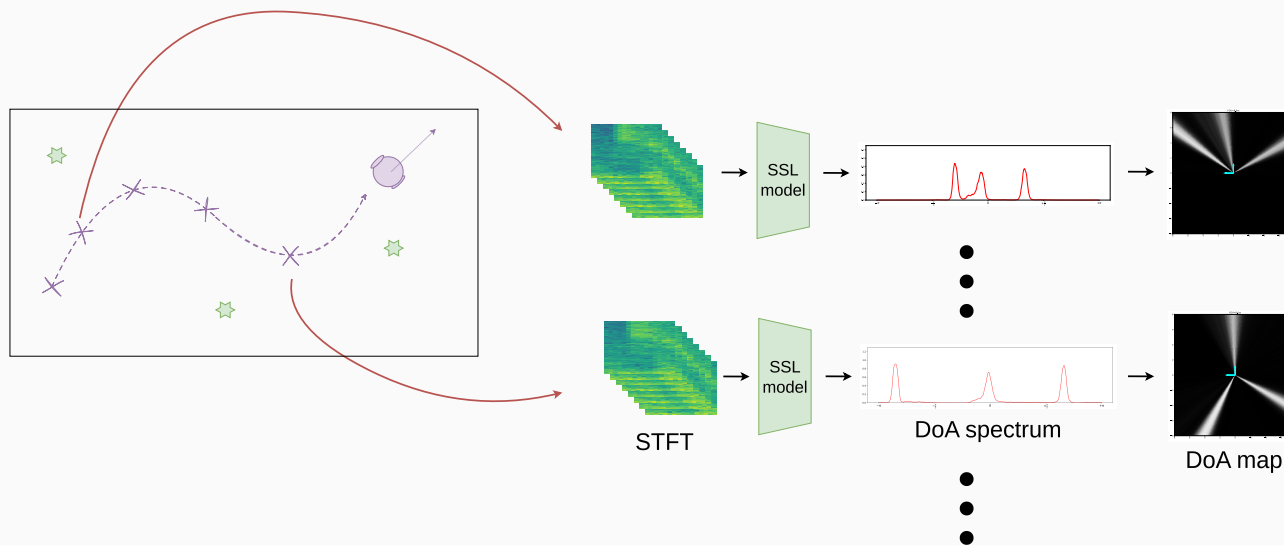 SSL
model
SSL
model
STFT
DoA spectrum
DoA map